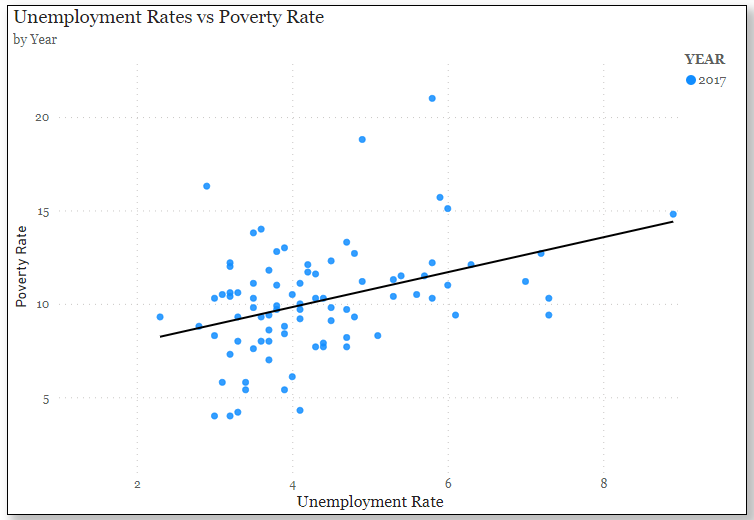 Unemployment Rates vs Poverty Rate
by Year
YEAR
2017
Poverty Rate
20
15
10
5
2 4 6 8
Unemployment Rate